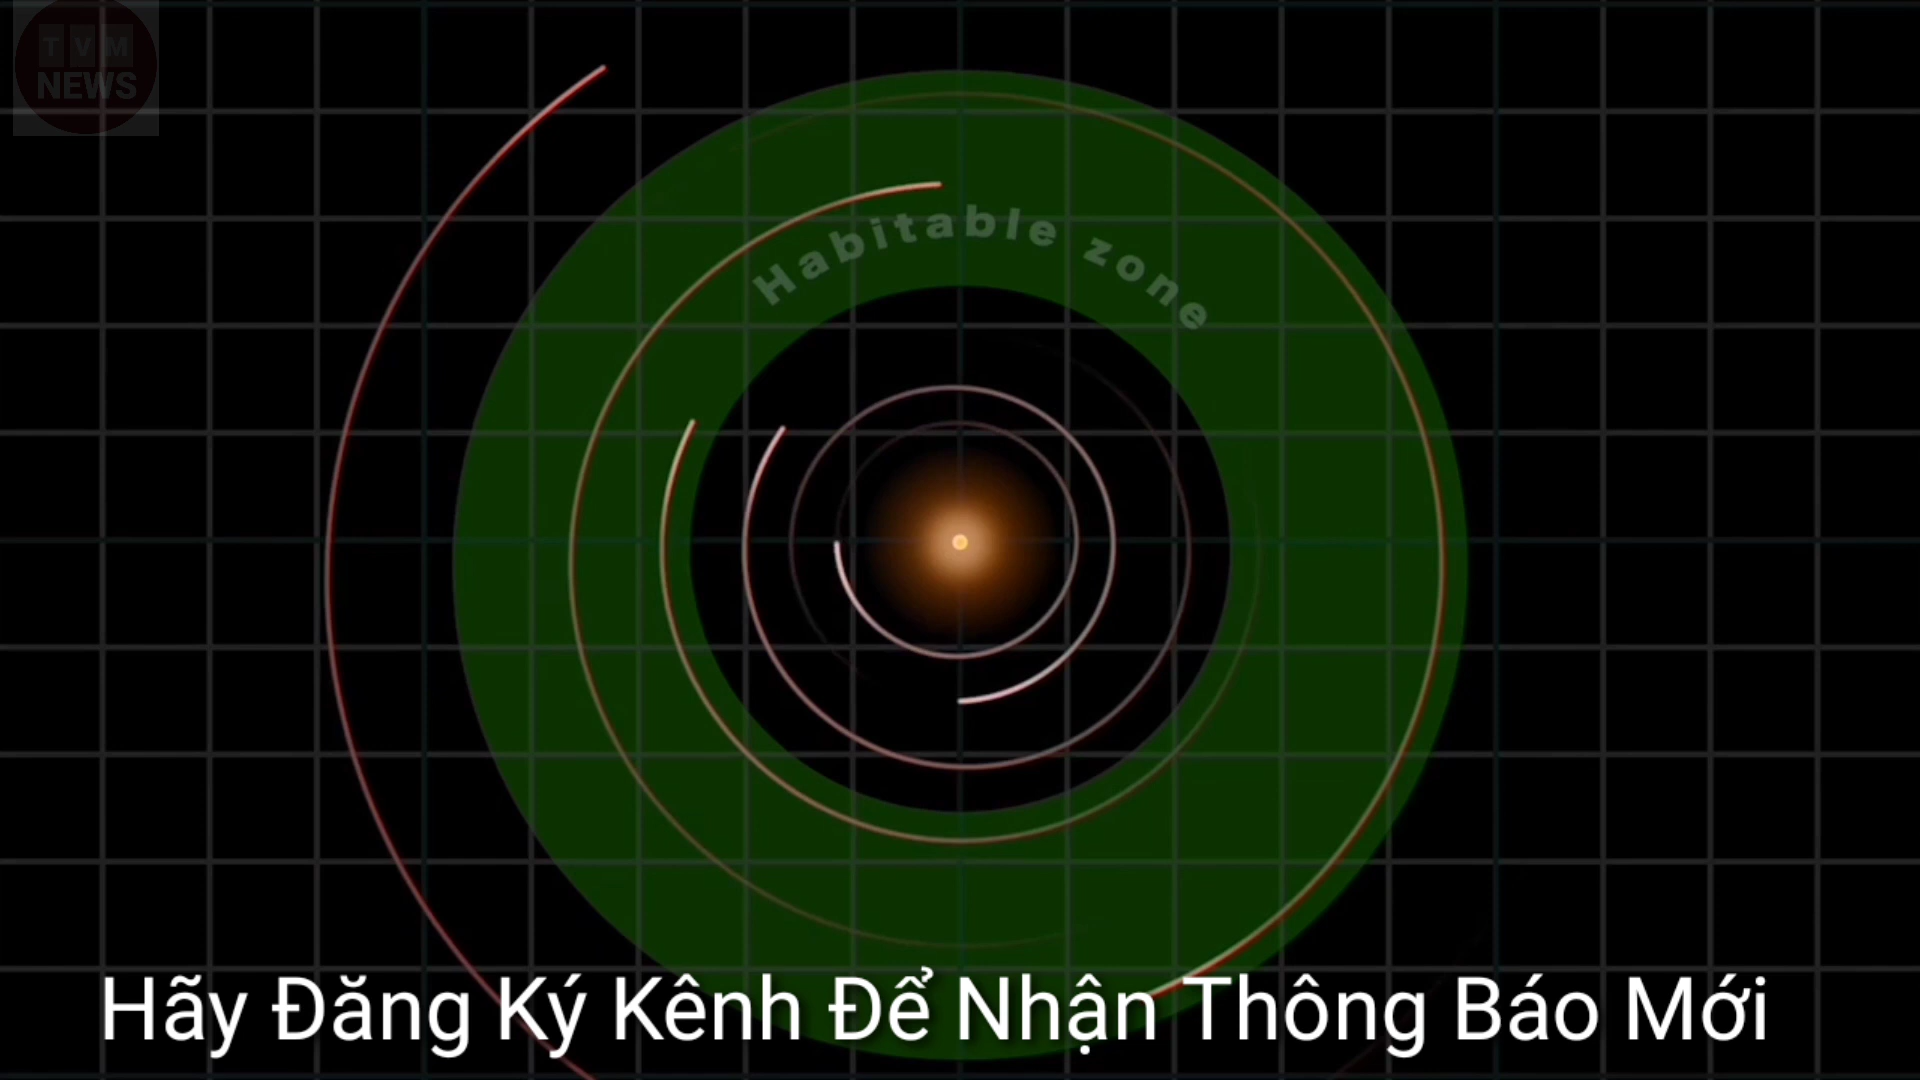 TVM
NEWS
Habitable zone
Hãy Đăng Ký Kênh Để Nhận Thông Báo Mới